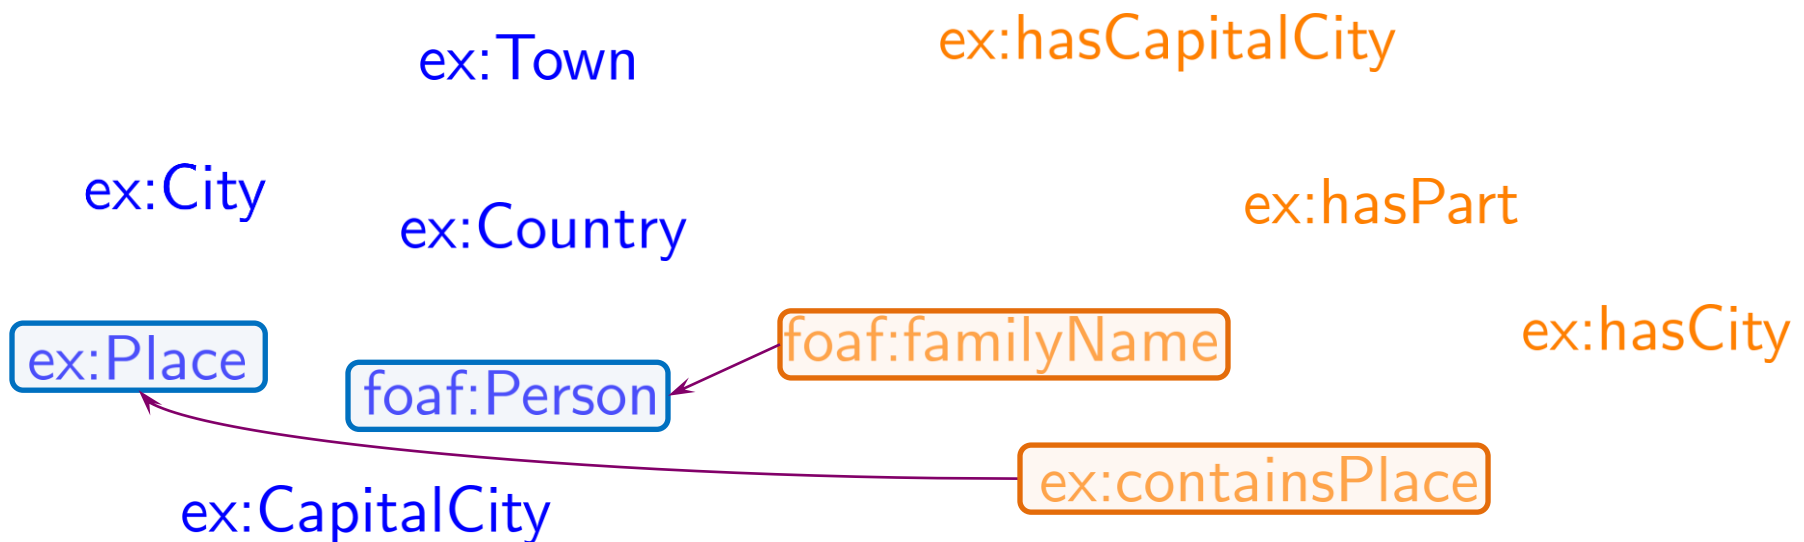 ex:Town
ex:hasCapitalCity
ex:City
ex:Country
ex:hasPart
ex:Place
foaf:Person
foaf:familyName
ex:hasCity
ex:containsPlace
ex:CapitalCity